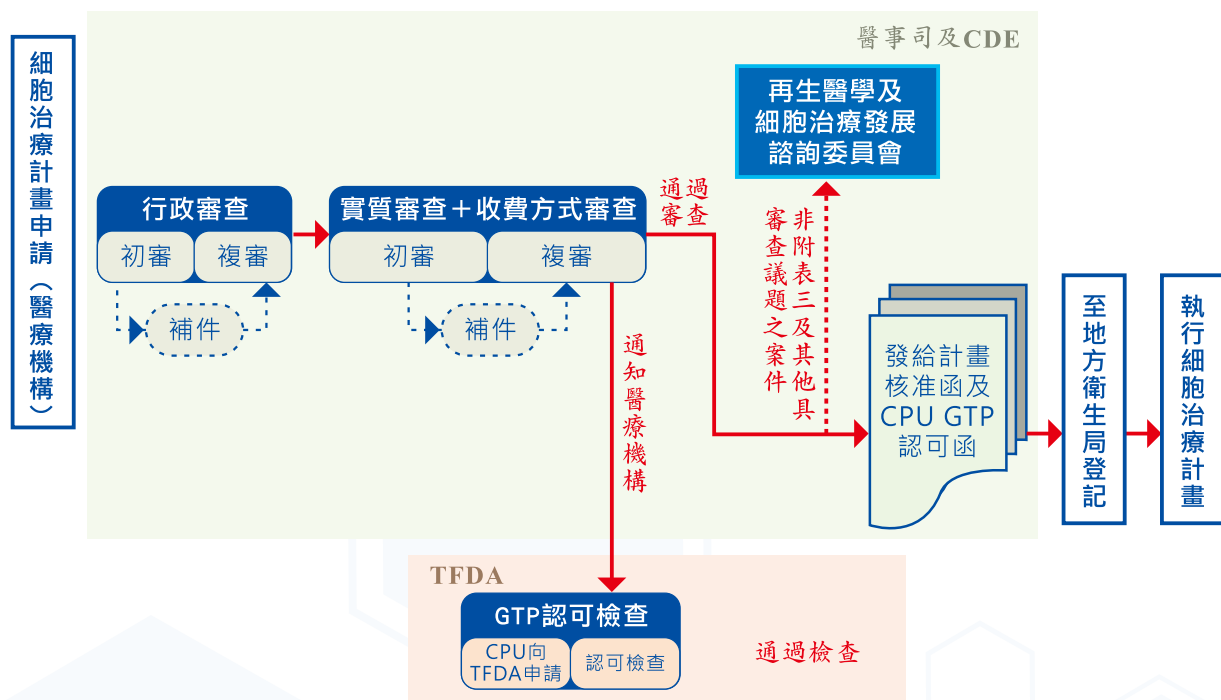 醫事司及CDE
細胞治療計畫申請（醫療機構）
再生醫學及
細胞治療發展
諮詢委員會
行政審查
初審
複審
補件
實質審查＋收費方式審查
初審
複審
補件
通過
審查
非附表三及其他具
審查議題之案件
通知醫療機構
發給計畫
核准函及
CPU GTP
認可函
至地方衛生局登記
執行細胞治療計畫
TFDA
GTP認可檢查
CPU向
TFDA申請
認可檢查
通過檢查